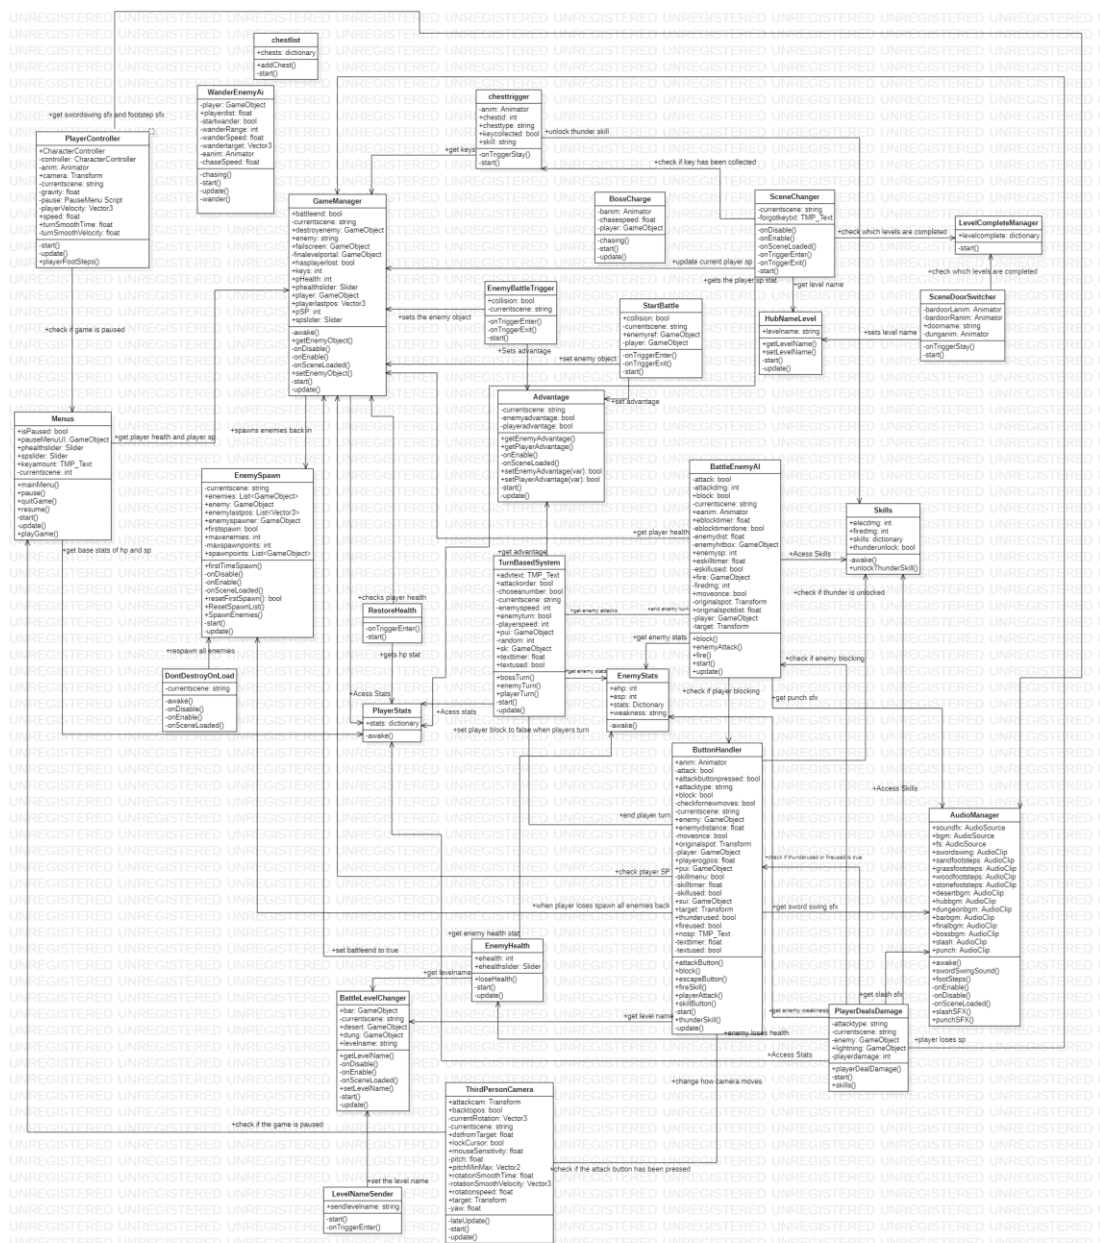 UNREGISTERED
chestlist
+chests: dictionary
+addChest()
-start()
WanderEnemyAi
-player: GameObject
+playerdist: float
-startwander: bool
-wanderRange: int
-wanderSpeed: float
-wandertarget: Vector3
-eanim: Animator
-chaseSpeed: float
-chasing()
-start()
-update()
-wander()
+get swordswing sfx and footstep sfx
PlayerController
+CharacterController
-controller: CharacterController
-anim: Animator
+camera: Transform
-currentscene: string
-gravity: float
-pause: PauseMenu Script
-playerVelocity: Vector3
+speed: float
+turnSmoothTime: float
-turnSmoothVelocity: float
-start()
-update()
+playerFootSteps()
chesttrigger
-anim: Animator
+chestid: int
+chesttype: string
+keycollected: bool
+skill: string
-onTriggerStay()
-start()
+unlock thunder skill
+get keys
+check if key has been collected
GameManager
+battleend: bool
-currentscene: string
+destroyenemy: GameObject
+enemy: string
+failscreen: GameObject
-finalevelportal: GameObject
+hasplayerlost: bool
+keys: int
+pHealth: int
+phealthslider: Slider
+player: GameObject
+playerlastpos: Vector3
+pSP: int
+spslider: Slider
-awake()
+getEnemyObject()
-onDisable()
-onEnable()
-onSceneLoaded()
+setEnemyObject()
-start()
-update()
BossCharge
-banim: Animator
-chasespeed: float
-player: GameObject
-chasing()
-start()
-update()
SceneChanger
-currentscene: string
-forgotkeytxt: TMP_Text
-onDisable()
-onEnable()
-onSceneLoaded()
-onTriggerEnter()
-onTriggerExit()
-start()
+check which levels are completed
LevelCompleteManager
+levelcomplete: dictionary
-start()
+check which levels are completed
+update current player sp
+gets the player sp stat
+get level name
SceneDoorSwitcher
-bardoorLanim: Animator
-bardoorRanim: Animator
+doorname: string
-dunganim: Animator
-onTriggerStay()
-start()
HubNameLevel
+levelname: string
+getLevelName()
+setLevelName()
-start()
-update()
+sets level name
EnemyBattleTrigger
+collision: bool
-currentscene: string
-onTriggerEnter()
-onTriggerExit()
-start()
+sets the enemy object
+Sets advantage
StartBattle
+collision: bool
-currentscene: string
+enemyref: GameObject
-player: GameObject
-onTriggerEnter()
-onTriggerExit()
-start()
+set enemy object
+set advantage
+check if game is paused
Advantage
-currentscene: string
-enemyadvantage: bool
-playeradvantage: bool
+getEnemyAdvantage()
+getPlayerAdvantage()
-onEnable()
-onSceneLoaded()
+setEnemyAdvantage(var): bool
+setPlayerAdvantage(var): bool
-start()
-update()
Menus
+isPaused: bool
+pauseMenuUI: GameObject
+phealthslider: Slider
+spslider: Slider
+keyamount: TMP_Text
-currentscene: int
+mainMenu()
+pause()
+quitGame()
+resume()
-start()
-update()
+playGame()
+get player health and player sp
+spawns enemies back in
+get base stats of hp and sp
EnemySpawn
-currentscene: string
+enemies: List<GameObject>
+enemy: GameObject
+enemylastpos: List<Vector3>
+enemyspawner: GameObject
+firstspawn: bool
+maxenemies: int
-maxspawnpoints: int
+spawnpoints: List<GameObject>
+firstTimeSpawn()
-onDisable()
-onEnable()
-onSceneLoaded()
+resetFirstSpawn(): bool
+ResetSpawnList()
+SpawnEnemies()
-start()
-update()
BattleEnemyAI
-attack: bool
-attackdmg: int
+block: bool
-currentscene: string
+eanim: Animator
+eblocktimer: float
-eblocktimerdone: bool
-enemydist: float
+enemyhitbox: GameObject
+enemysp: int
+eskilltimer: float
-eskillused: bool
+fire: GameObject
-firedmg: int
+moveonce: bool
-originalspot: Transform
+originalspotdist: float
-player: GameObject
-target: Transform
+block()
+enemyAttack()
+fire()
+start()
-update()
+get player health
+Acess Skills
Skills
+elecdmg: int
+firedmg: int
+skills: dictionary
+thunderunlock: bool
-awake()
+unlockThunderSkill()
+check if thunder is unlocked
+get advantage
TurnBasedSystem
+advtext: TMP_Text
+attackorder: bool
+choseanumber: bool
-currentscene: string
+enemyspeed: int
+enemyturn: bool
-playerspeed: int
+pui: GameObject
-random: int
+sk: GameObject
+texttimer: float
+textused: bool
+bossTurn()
+enemyTurn()
+playerTurn()
-start()
-update()
+get enemy attacks
+end enemy turn
+get enemy stats
+get enemy stats
+checks player health
RestoreHealth
-onTriggerEnter()
-start()
+gets hp stat
+respawn all enemies
DontDestroyOnLoad
-currentscene: string
-awake()
-onDisable()
-onEnable()
-onSceneLoaded()
+Acess Stats
+Acess stats
PlayerStats
+stats: dictionary
-awake()
EnemyStats
+ehp: int
+esp: int
+stats: Dictionary
+weakness: string
-awake()
+check if enemy blocking
+check if player blocking
+get punch sfx
+set player block to false when players turn
ButtonHandler
+anim: Animator
-attack: bool
+attackbuttonpressed: bool
+attacktype: string
+block: bool
-checkfornewmoves: bool
-currentscene: string
+enemy: GameObject
+enemydistance: float
-moveonce: bool
+originalspot: Transform
-player: GameObject
+playerogpos: float
+pui: GameObject
-skillmenu: bool
-skilltimer: float
-skillused: bool
+sui: GameObject
+target: Transform
+thunderused: bool
+fireused: bool
+nosp: TMP_Text
-texttimer: float
-textused: bool
+attackButton()
+block()
+escapeButton()
+fireSkill()
+playerAttack()
+skillButton()
-start()
+thunderSkill()
-update()
+Access Skills
+end player turn
+check if thunderused or fireused is true
+check player SP
+when player loses spawn all enemies back
+get sword swing sfx
AudioManager
+soundfx: AudioSource
+bgm: AudioSource
+fs: AudioSource
+swordswing: AudioClip
+sandfootsteps: AudioClip
+grassfootsteps: AudioClip
+woodfootsteps: AudioClip
+stonefootsteps: AudioClip
+desertbgm: AudioClip
+hubbgm: AudioClip
+dungeonbgm: AudioClip
+barbgm: AudioClip
+finalbgm: AudioClip
+bossbgm: AudioClip
+slash: AudioClip
+punch: AudioClip
+awake()
+swordSwingSound()
+footSteps()
-onEnable()
-onDisable()
-onSceneLoaded()
+slashSFX()
+punchSFX()
+get enemy health stat
+set battleend to true
EnemyHealth
+ehealth: int
+ehealthslider: Slider
+loseHealth()
-start()
-update()
+get levelname
BattleLevelChanger
+bar: GameObject
-currentscene: string
+desert: GameObject
+dung: GameObject
+levelname: string
+getLevelName()
-onDisable()
-onEnable()
-onSceneLoaded()
+setLevelName()
-start()
-update()
+get level name
+get slash sfx
+get enemy weakness
+enemy loses health
+player loses sp
PlayerDealsDamage
-attacktype: string
-currentscene: string
-enemy: GameObject
+lightning: GameObject
-playerdamage: int
+playerDealDamage()
-start()
+skills()
+Access Stats
+change how camera moves
ThirdPersonCamera
+attackcam: Transform
+backtopos: bool
-currentRotation: Vector3
-currentscene: string
+dstfromTarget: float
+lockCursor: bool
+mouseSensitivity: float
-pitch: float
+pitchMinMax: Vector2
+rotationSmoothTime: float
-rotationSmoothVelocity: Vector3
+rotationspeed: float
+target: Transform
-yaw: float
-lateUpdate()
-start()
-update()
+check if the game is paused
+check if the attack button has been pressed
+set the level name
LevelNameSender
+sendlevelname: string
-start()
-onTriggerEnter()